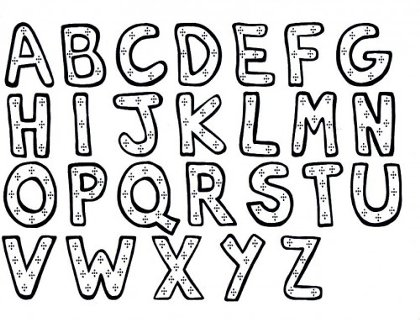 ABCDEFG
HIJKLMN
OPQRSTU
VWXYZ